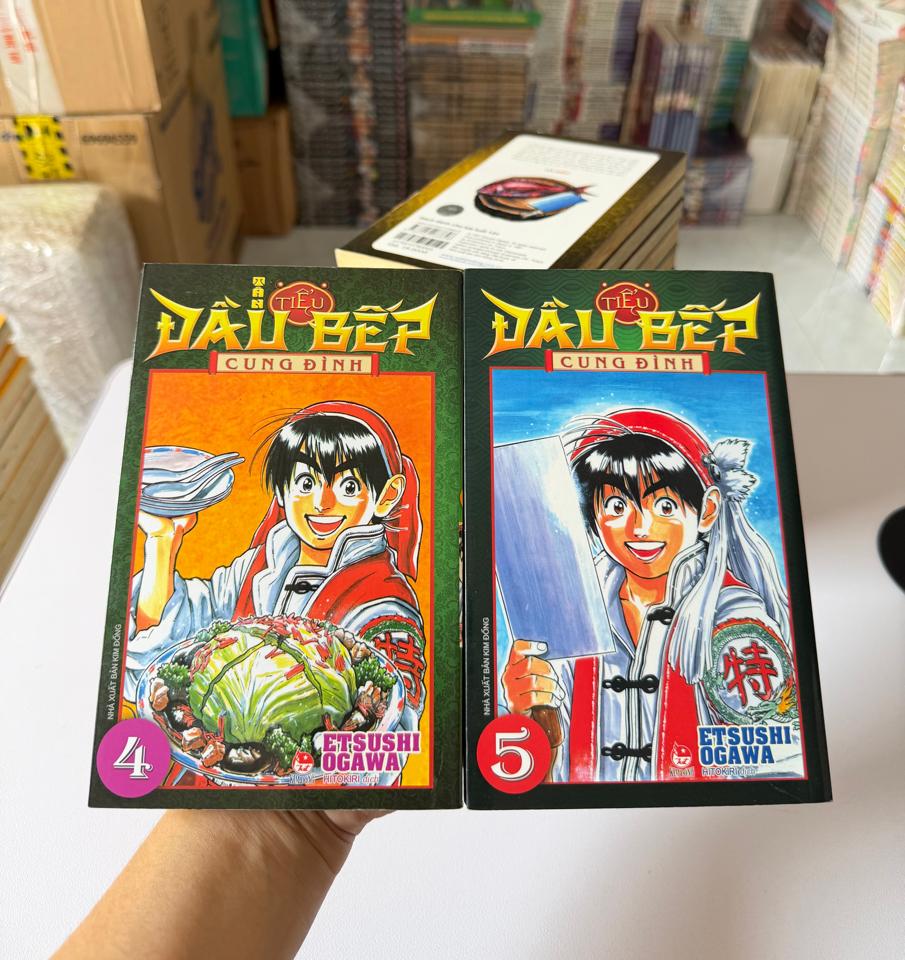 TÂN
TIỂU
ĐẦU BẾP
CUNG ĐÌNH
NHÀ XUẤT BẢN KIM ĐỒNG
特
4
ETSUSHI
OGAWA
HITOKIRI dịch
TIỂU
ĐẦU BẾP
CUNG ĐÌNH
NHÀ XUẤT BẢN KIM ĐỒNG
特
5
ETSUSHI
OGAWA
HITOKIRI dịch